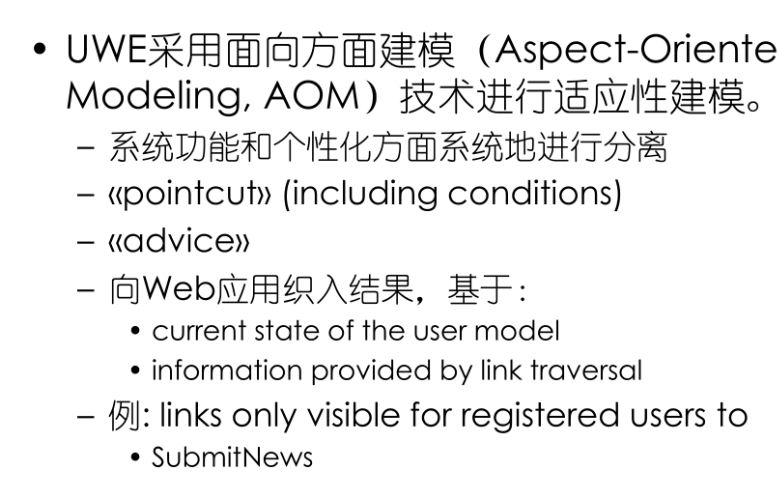 • UWE采用面向方面建模（Aspect-Oriente
Modeling, AOM）技术进行适应性建模。
– 系统功能和个性化方面系统地进行分离
– «pointcut» (including conditions)
– «advice»
– 向Web应用织入结果，基于：
• current state of the user model
• information provided by link traversal
– 例: links only visible for registered users to
• SubmitNews